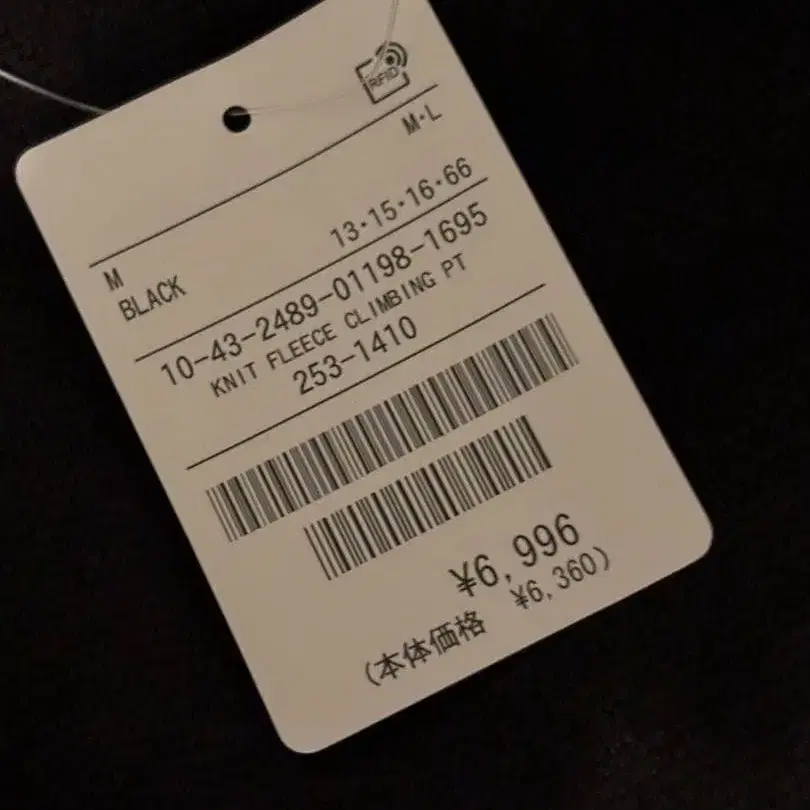 RFID
M·L
13·15·16·66
M
BLACK
10-43-2489-01198-1695
KNIT FLEECE CLIMBING PT
253-1410
¥6,996
(本体価格 ¥6,360)